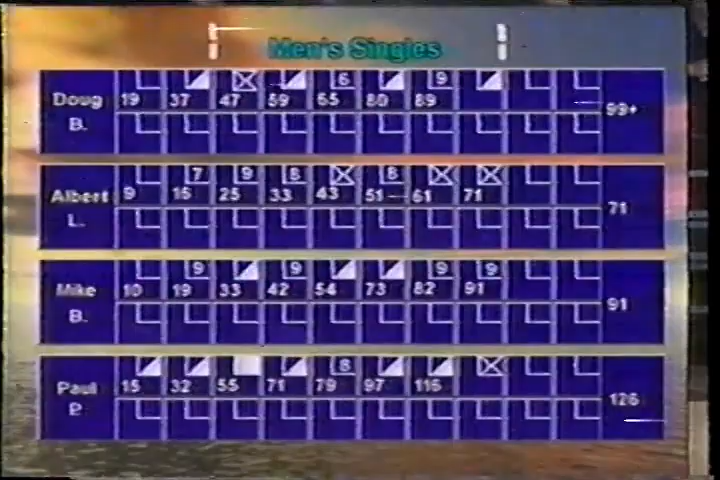 Men's Singles
6 9
Doug 19 37 47 59 65 80 89 99+
B.
7 9 8 8
Albert 9 16 25 33 43 51 61 71 71
L.
9 9 9 9
Mike 10 19 33 42 54 73 82 91 91
B.
8
Paul 15 32 55 71 79 97 116 126
P.